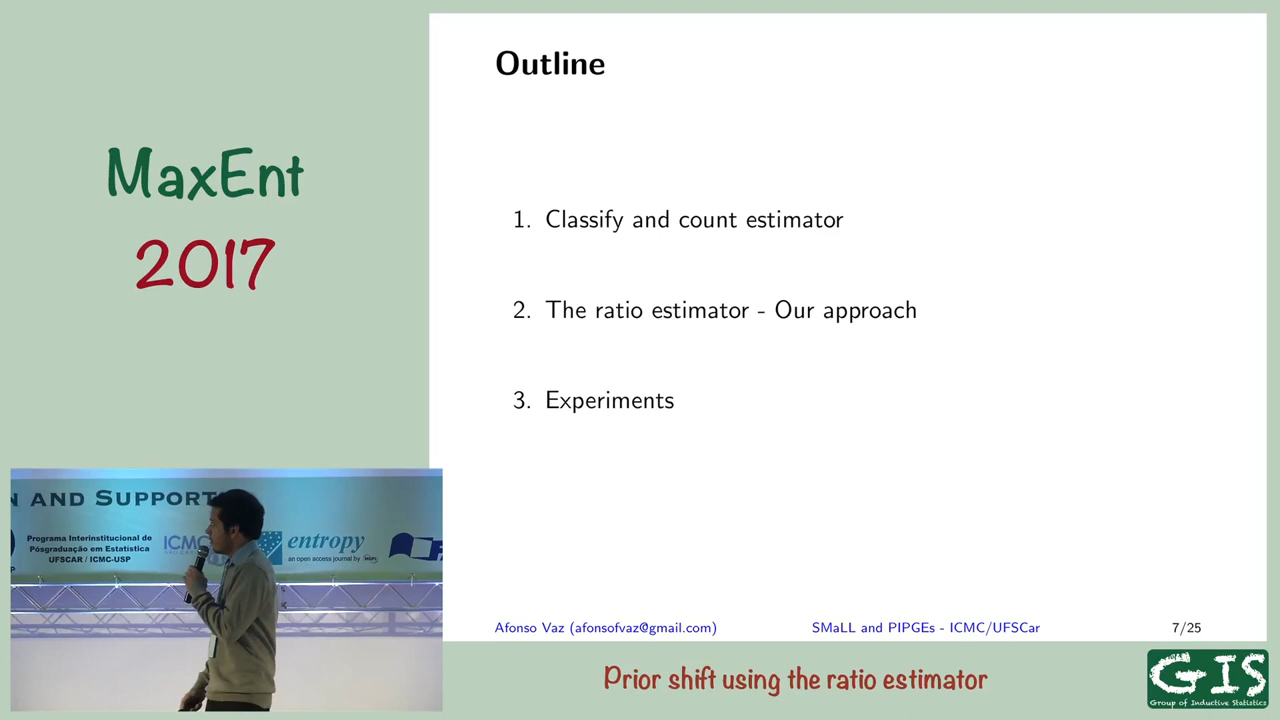 MaxEnt
2017
Outline
1. Classify and count estimator
2. The ratio estimator - Our approach
3. Experiments
AND SUPPORT
Programa Interinstitucional de
Pósgraduação em Estatística
UFSCAR / ICMC-USP
ICMC
entropy
an open access journal by
Afonso Vaz (afonsofvaz@gmail.com)
SMaLL and PIPGEs - ICMC/UFSCar
7/25
Prior shift using the ratio estimator
GIS
Group of Inductive Statistics